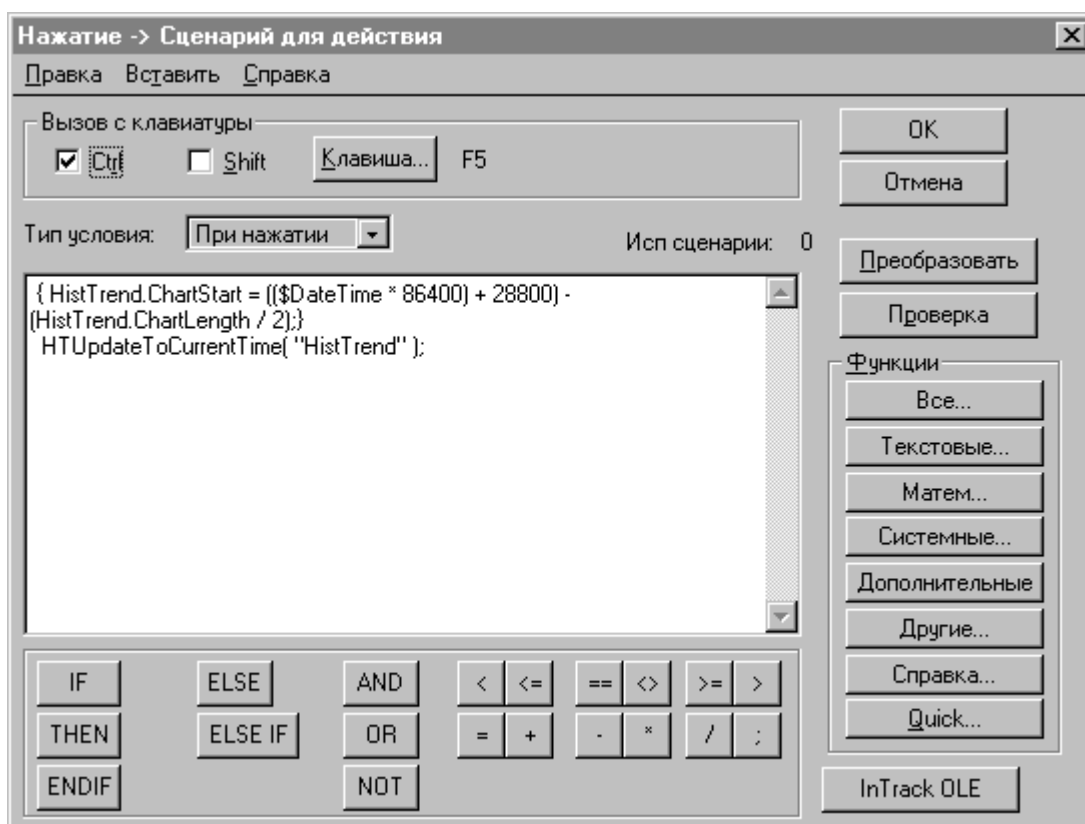 Нажатие -> Сценарий для действия
Правка Вставить Справка
Вызов с клавиатуры
Ctrl Shift Клавиша... F5
OK
Отмена
Тип условия: При нажатии Исп сценарии: 0
Преобразовать
Проверка
{ HistTrend.ChartStart = (($DateTime * 86400) + 28800) -
(HistTrend.ChartLength / 2);}
HTUpdateToCurrentTime( "HistTrend" );
Функции
Все...
Текстовые...
Матем...
Системные...
Дополнительные
Другие...
Справка...
Quick...
IF ELSE AND < <= == <> >= >
THEN ELSE IF OR = + - * / ;
ENDIF NOT
InTrack OLE